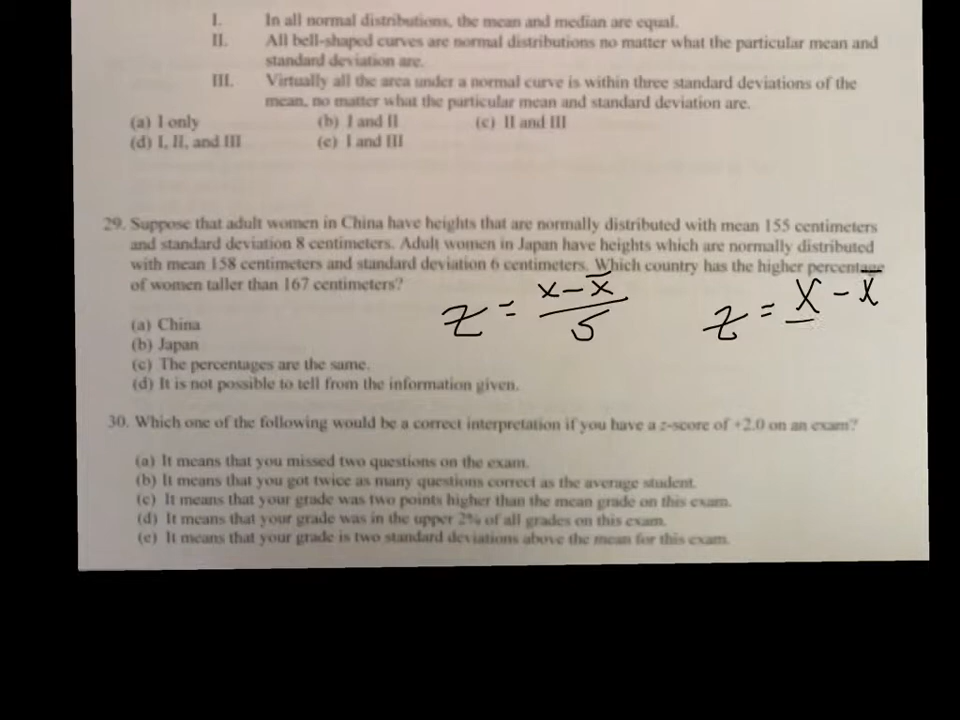 I. In all normal distributions, the mean and median are equal.
II. All bell-shaped curves are normal distributions no matter what the particular mean and
standard deviation are.
III. Virtually all the area under a normal curve is within three standard deviations of the
mean, no matter what the particular mean and standard deviation are.
(a) I only (b) I and II (c) II and III
(d) I, II, and III (e) I and III
29. Suppose that adult women in China have heights that are normally distributed with mean 155 centimeters
and standard deviation 8 centimeters. Adult women in Japan have heights which are normally distributed
with mean 158 centimeters and standard deviation 6 centimeters. Which country has the higher percentage
of women taller than 167 centimeters?
z = x - x̄ / S z = x - x̄
(a) China
(b) Japan
(c) The percentages are the same.
(d) It is not possible to tell from the information given.
30. Which one of the following would be a correct interpretation if you have a z-score of +2.0 on an exam?
(a) It means that you missed two questions on the exam.
(b) It means that you got twice as many questions correct as the average student.
(c) It means that your grade was two points higher than the mean grade on this exam.
(d) It means that your grade was in the upper 2% of all grades on this exam.
(e) It means that your grade is two standard deviations above the mean for this exam.